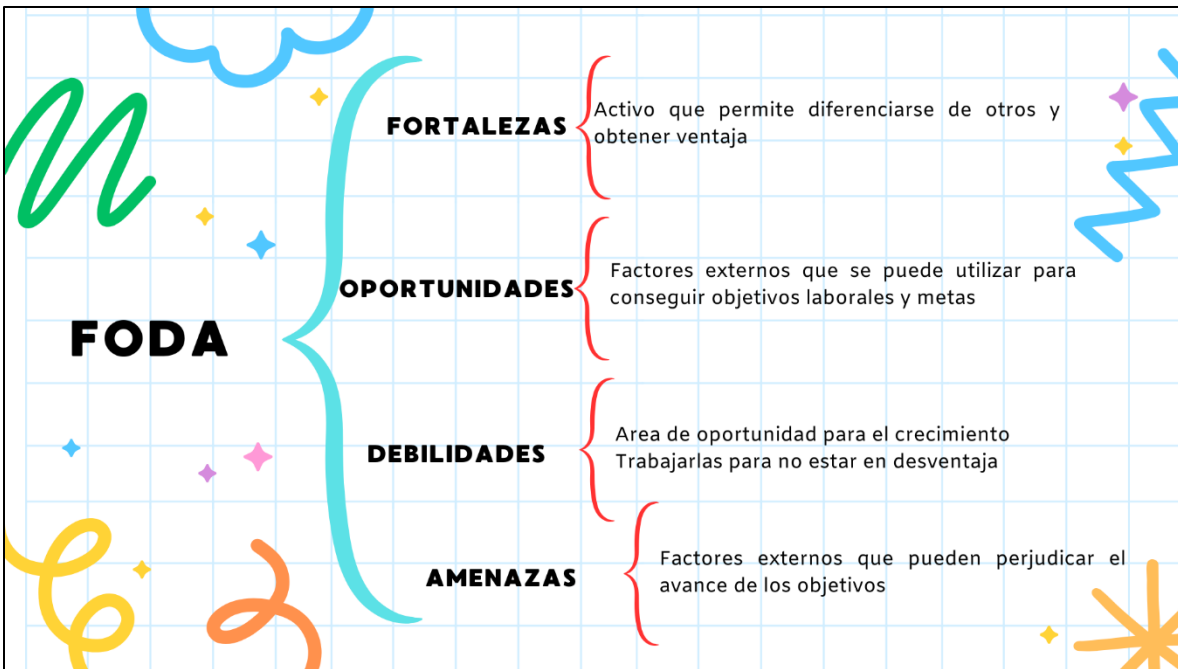 FORTALEZAS
Activo que permite diferenciarse de otros y
obtener ventaja
OPORTUNIDADES
Factores externos que se puede utilizar para
conseguir objetivos laborales y metas
FODA
DEBILIDADES
Area de oportunidad para el crecimiento
Trabajarlas para no estar en desventaja
AMENAZAS
Factores externos que pueden perjudicar el
avance de los objetivos